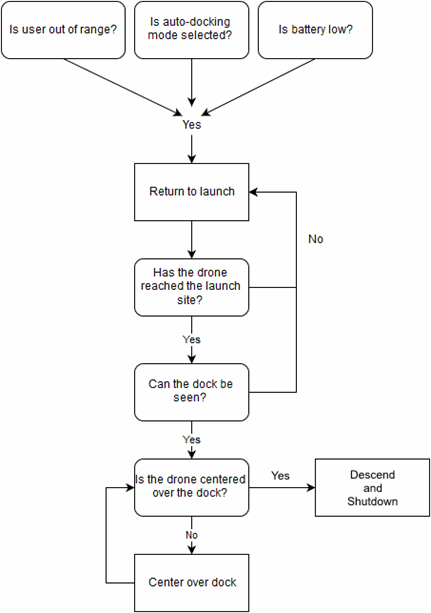 Is user out of range?
Is auto-docking
mode selected?
Is battery low?
Yes
Return to launch
No
Has the drone
reached the launch
site?
Yes
Can the dock be
seen?
Yes
Is the drone centered
over the dock?
Yes
Descend
and
Shutdown
No
Center over dock